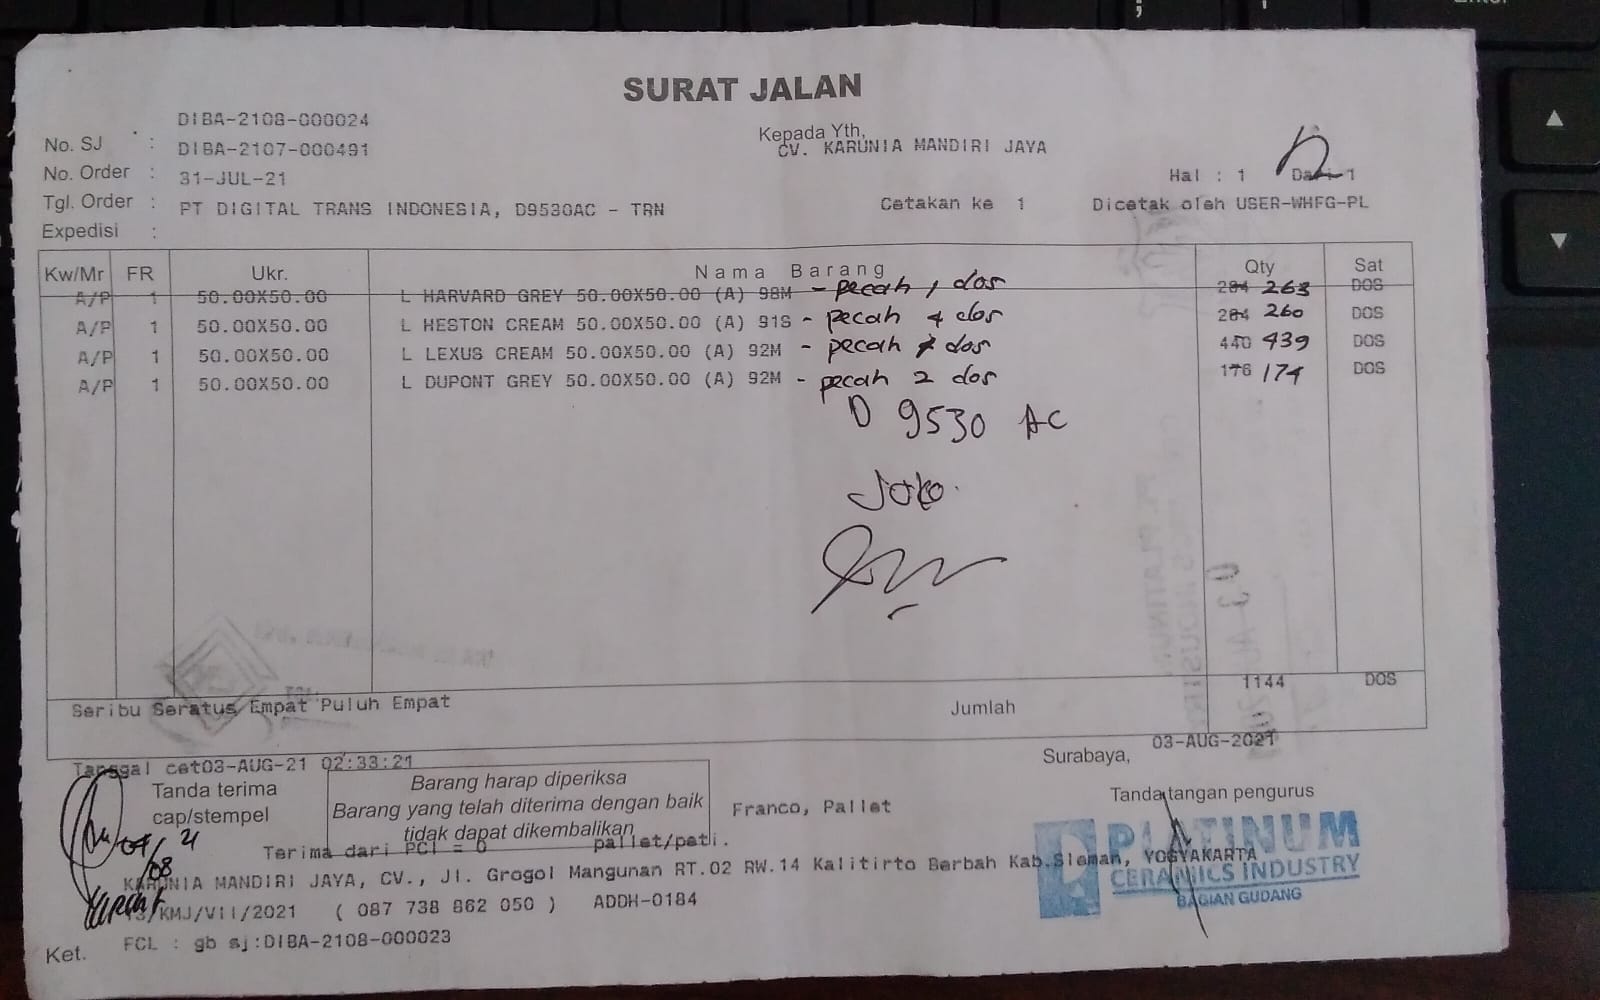 SURAT JALAN
No. SJ : DIBA-2108-000024
No. Order : DIBA-2107-000491
Tgl. Order : 31-JUL-21
Expedisi : PT DIGITAL TRANS INDONESIA, D9530AC - TRN
Kepada Yth,
CV. KARUNIA MANDIRI JAYA
Hal : 1 Dari 1
Cetakan ke 1 Dicetak oleh USER-WHFG-PL
Kw/Mr FR Ukr. Nama Barang Qty Sat
A/P 1 50.00X50.00 L HARVARD GREY 50.00X50.00 (A) 98M - pecah 1 dos 264 263 DOS
A/P 1 50.00X50.00 L HESTON CREAM 50.00X50.00 (A) 91S - pecah 4 dos 264 260 DOS
A/P 1 50.00X50.00 L LEXUS CREAM 50.00X50.00 (A) 92M - pecah dos 440 439 DOS
A/P 1 50.00X50.00 L DUPONT GREY 50.00X50.00 (A) 92M - pecah 2 dos 176 174 DOS
D 9530 AC
Joko
Seribu Seratus Empat Puluh Empat Jumlah 1144 DOS
Tanggal cet03-AUG-21 02:33:21
Surabaya, 03-AUG-2021
Tanda terima
cap/stempel
Barang harap diperiksa
Barang yang telah diterima dengan baik
tidak dapat dikembalikan
Franco, Pallet
Tanda tangan pengurus
04/08 21
Terima dari PCI = 0 pallet/peti.
PLATINUM
CERAMICS INDUSTRY
BAGIAN GUDANG
KARUNIA MANDIRI JAYA, CV., Jl. Grogol Mangunan RT.02 RW.14 Kalitirto Berbah Kab.Sleman, YOGYAKARTA
/KMJ/VII/2021 ( 087 738 862 050 ) ADDH-0184
Ket. FCL : gb sj:DIBA-2108-000023